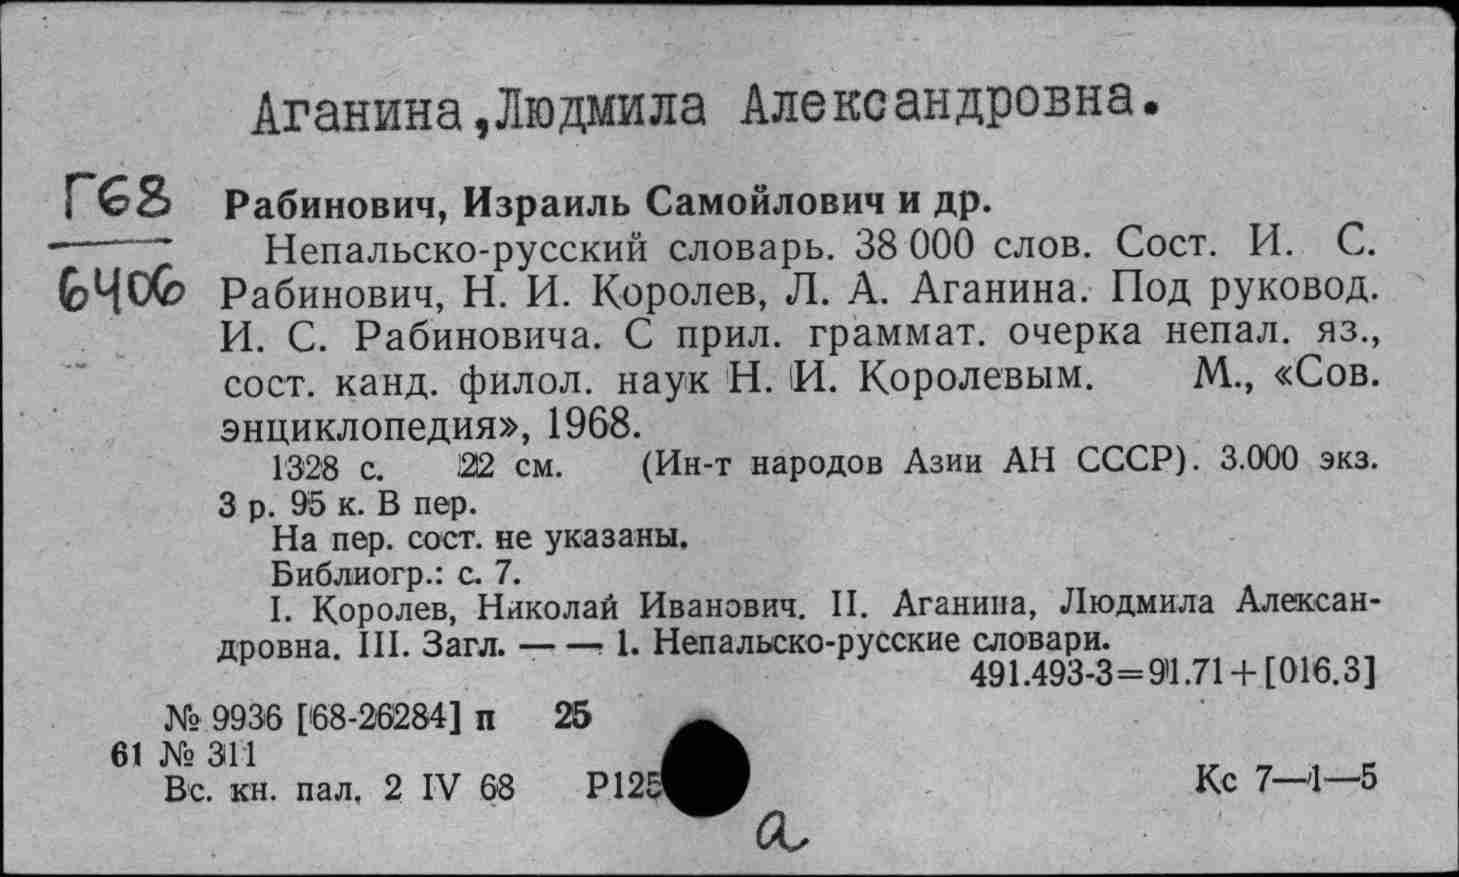 Аганина,Людмила Александровна.
Г68
6406
Рабинович, Израиль Самойлович и др.
Непальско-русский словарь. 38 000 слов. Сост. И. С.
Рабинович, Н. И. Королев, Л. А. Аганина. Под руковод.
И. С. Рабиновича. С прил. граммат. очерка непал. яз.,
сост. канд. филол. наук Н. И. Королевым. М., «Сов.
энциклопедия», 1968.
1328 с. 22 см. (Ин-т народов Азии АН СССР). 3.000 экз.
3 р. 95 к. В пер.
На пер. сост. не указаны.
Библиогр.: с. 7.
I. Королев, Николай Иванович. II. Аганина, Людмила Алексан-
дровна. III. Загл. — — 1. Непальско-русские словари.
491.493-3=91.71+[016.3]
№ 9936 [68-26284] п 25
61 № 311
Вс. кн. пал. 2 IV 68 Р125 Кс 7—1—5
а